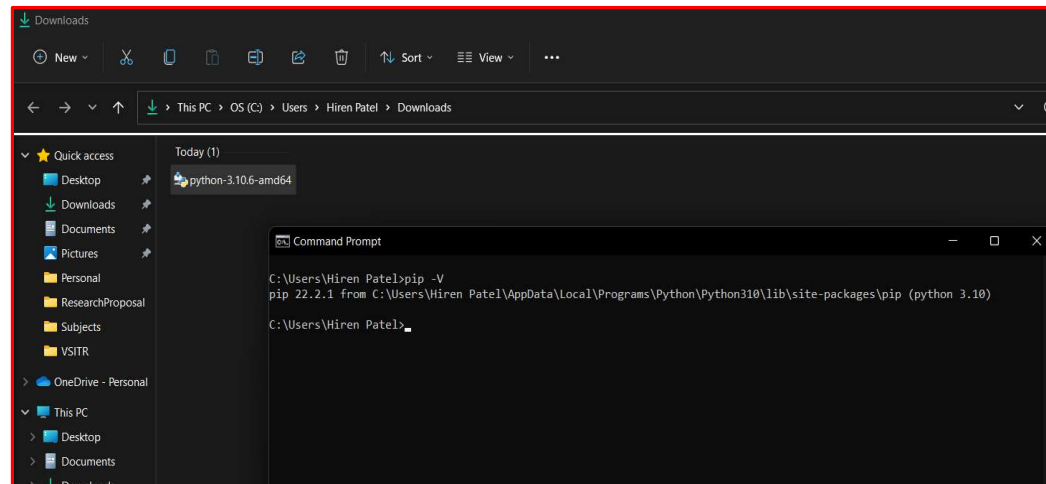 Downloads
New
Sort
View
This PC > OS (C:) > Users > Hiren Patel > Downloads
Quick access
Today (1)
Desktop
python-3.10.6-amd64
Downloads
Documents
Command Prompt
Pictures
Personal
C:\Users\Hiren Patel>pip -V
pip 22.2.1 from C:\Users\Hiren Patel\AppData\Local\Programs\Python\Python310\lib\site-packages\pip (python 3.10)
ResearchProposal
Subjects
C:\Users\Hiren Patel>
VSITR
OneDrive - Personal
This PC
Desktop
Documents